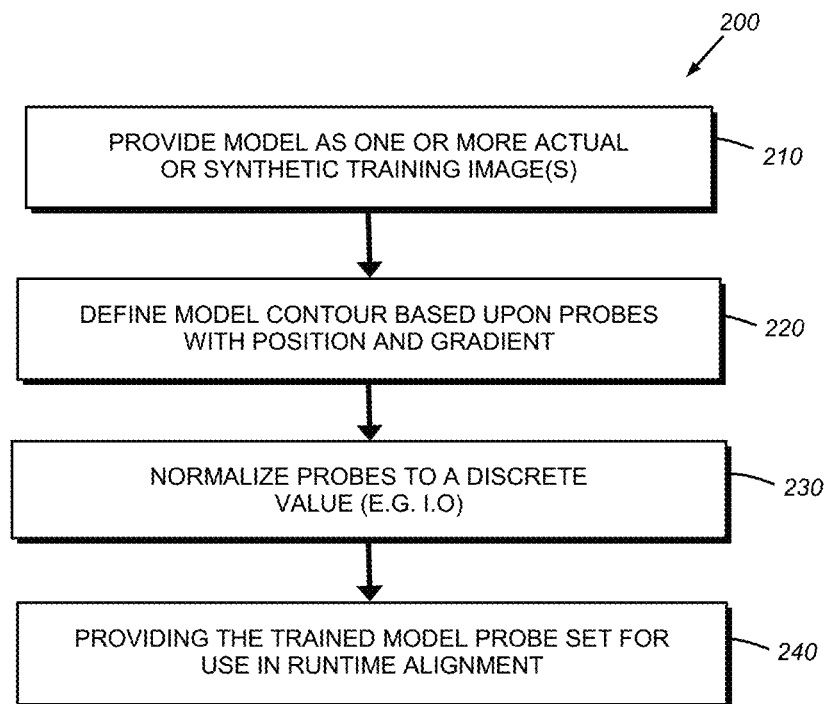 200
PROVIDE MODEL AS ONE OR MORE ACTUAL
OR SYNTHETIC TRAINING IMAGE(S)
210
DEFINE MODEL CONTOUR BASED UPON PROBES
WITH POSITION AND GRADIENT
220
NORMALIZE PROBES TO A DISCRETE
VALUE (E.G. I.O)
230
PROVIDING THE TRAINED MODEL PROBE SET FOR
USE IN RUNTIME ALIGNMENT
240